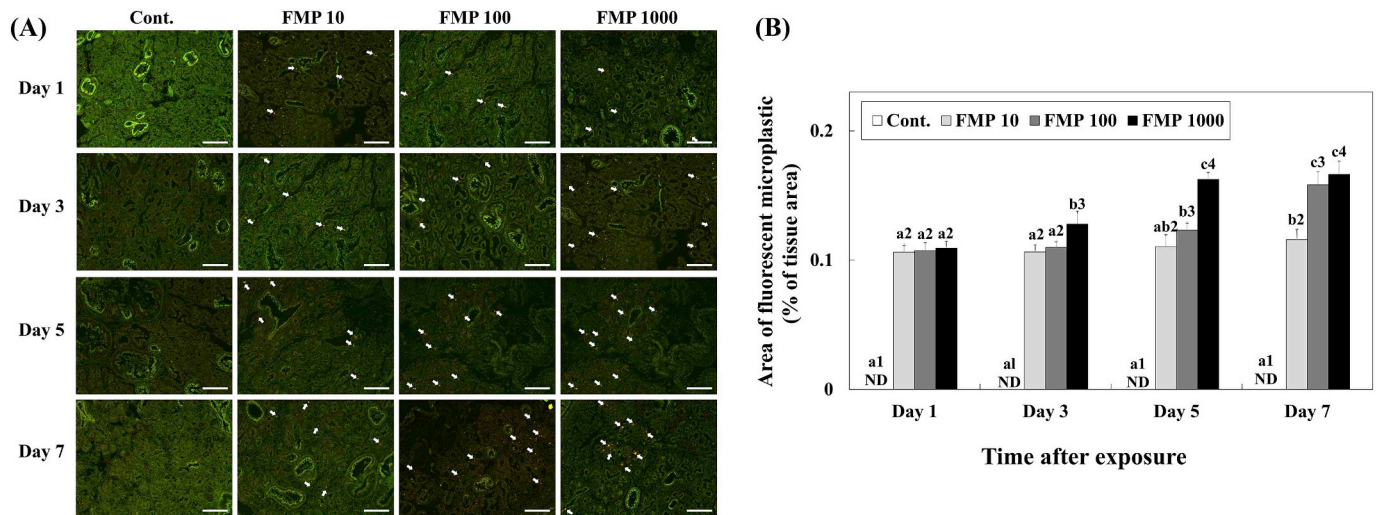 (A)
Cont. FMP 10 FMP 100 FMP 1000
Day 1
Day 3
Day 5
Day 7
(B)
Area of fluorescent microplastic
(% of tissue area)
0.2
0.1
0
Cont. FMP 10 FMP 100 FMP 1000
a1
ND
a2 a2 a2
al
ND
a2 a2 b3
a1
ND
ab2 b3 c4
a1
ND
b2 c3 c4
Day 1 Day 3 Day 5 Day 7
Time after exposure